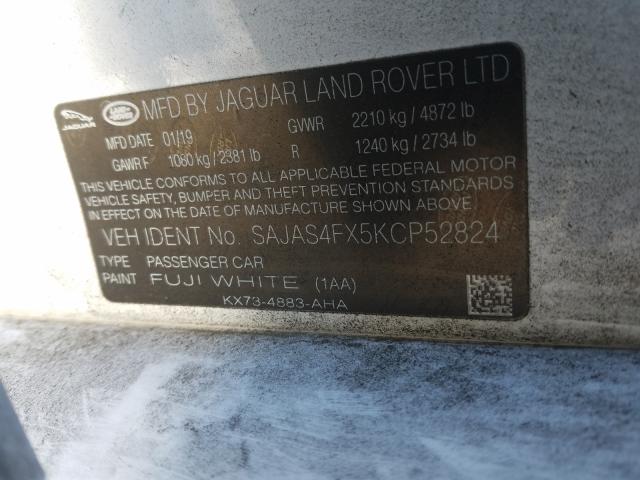 JAGUAR LAND ROVER MFD BY JAGUAR LAND ROVER LTD
MFD DATE 01/19 GVWR 2210 kg / 4872 lb
GAWR F 1080 kg / 2381 lb R 1240 kg / 2734 lb
THIS VEHICLE CONFORMS TO ALL APPLICABLE FEDERAL MOTOR
VEHICLE SAFETY, BUMPER AND THEFT PREVENTION STANDARDS
IN EFFECT ON THE DATE OF MANUFACTURE SHOWN ABOVE.
VEH IDENT No. SAJAS4FX5KCP52824
TYPE PASSENGER CAR
PAINT FUJI WHITE (1AA)
KX73-4883-AHA